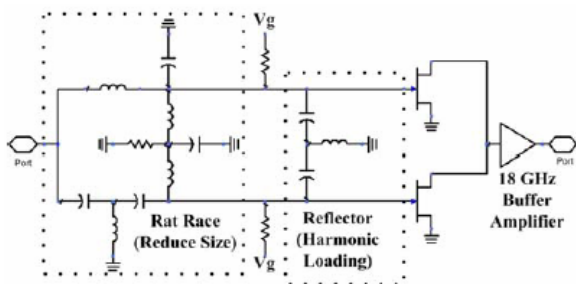 Vg
Port
Rat Race
(Reduce Size)
Vg
Reflector
(Harmonic
Loading)
18 GHz
Buffer
Amplifier
Port